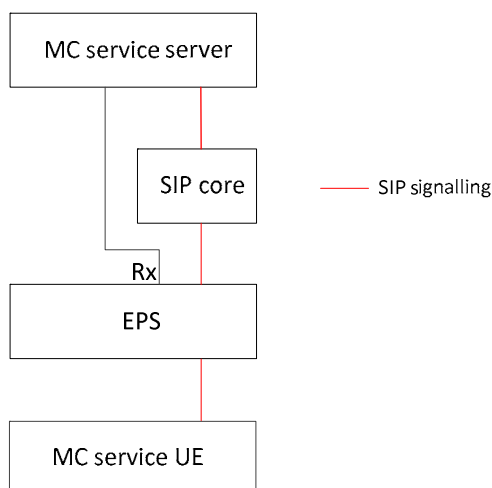 MC service server
SIP core
SIP signalling
Rx
EPS
MC service UE